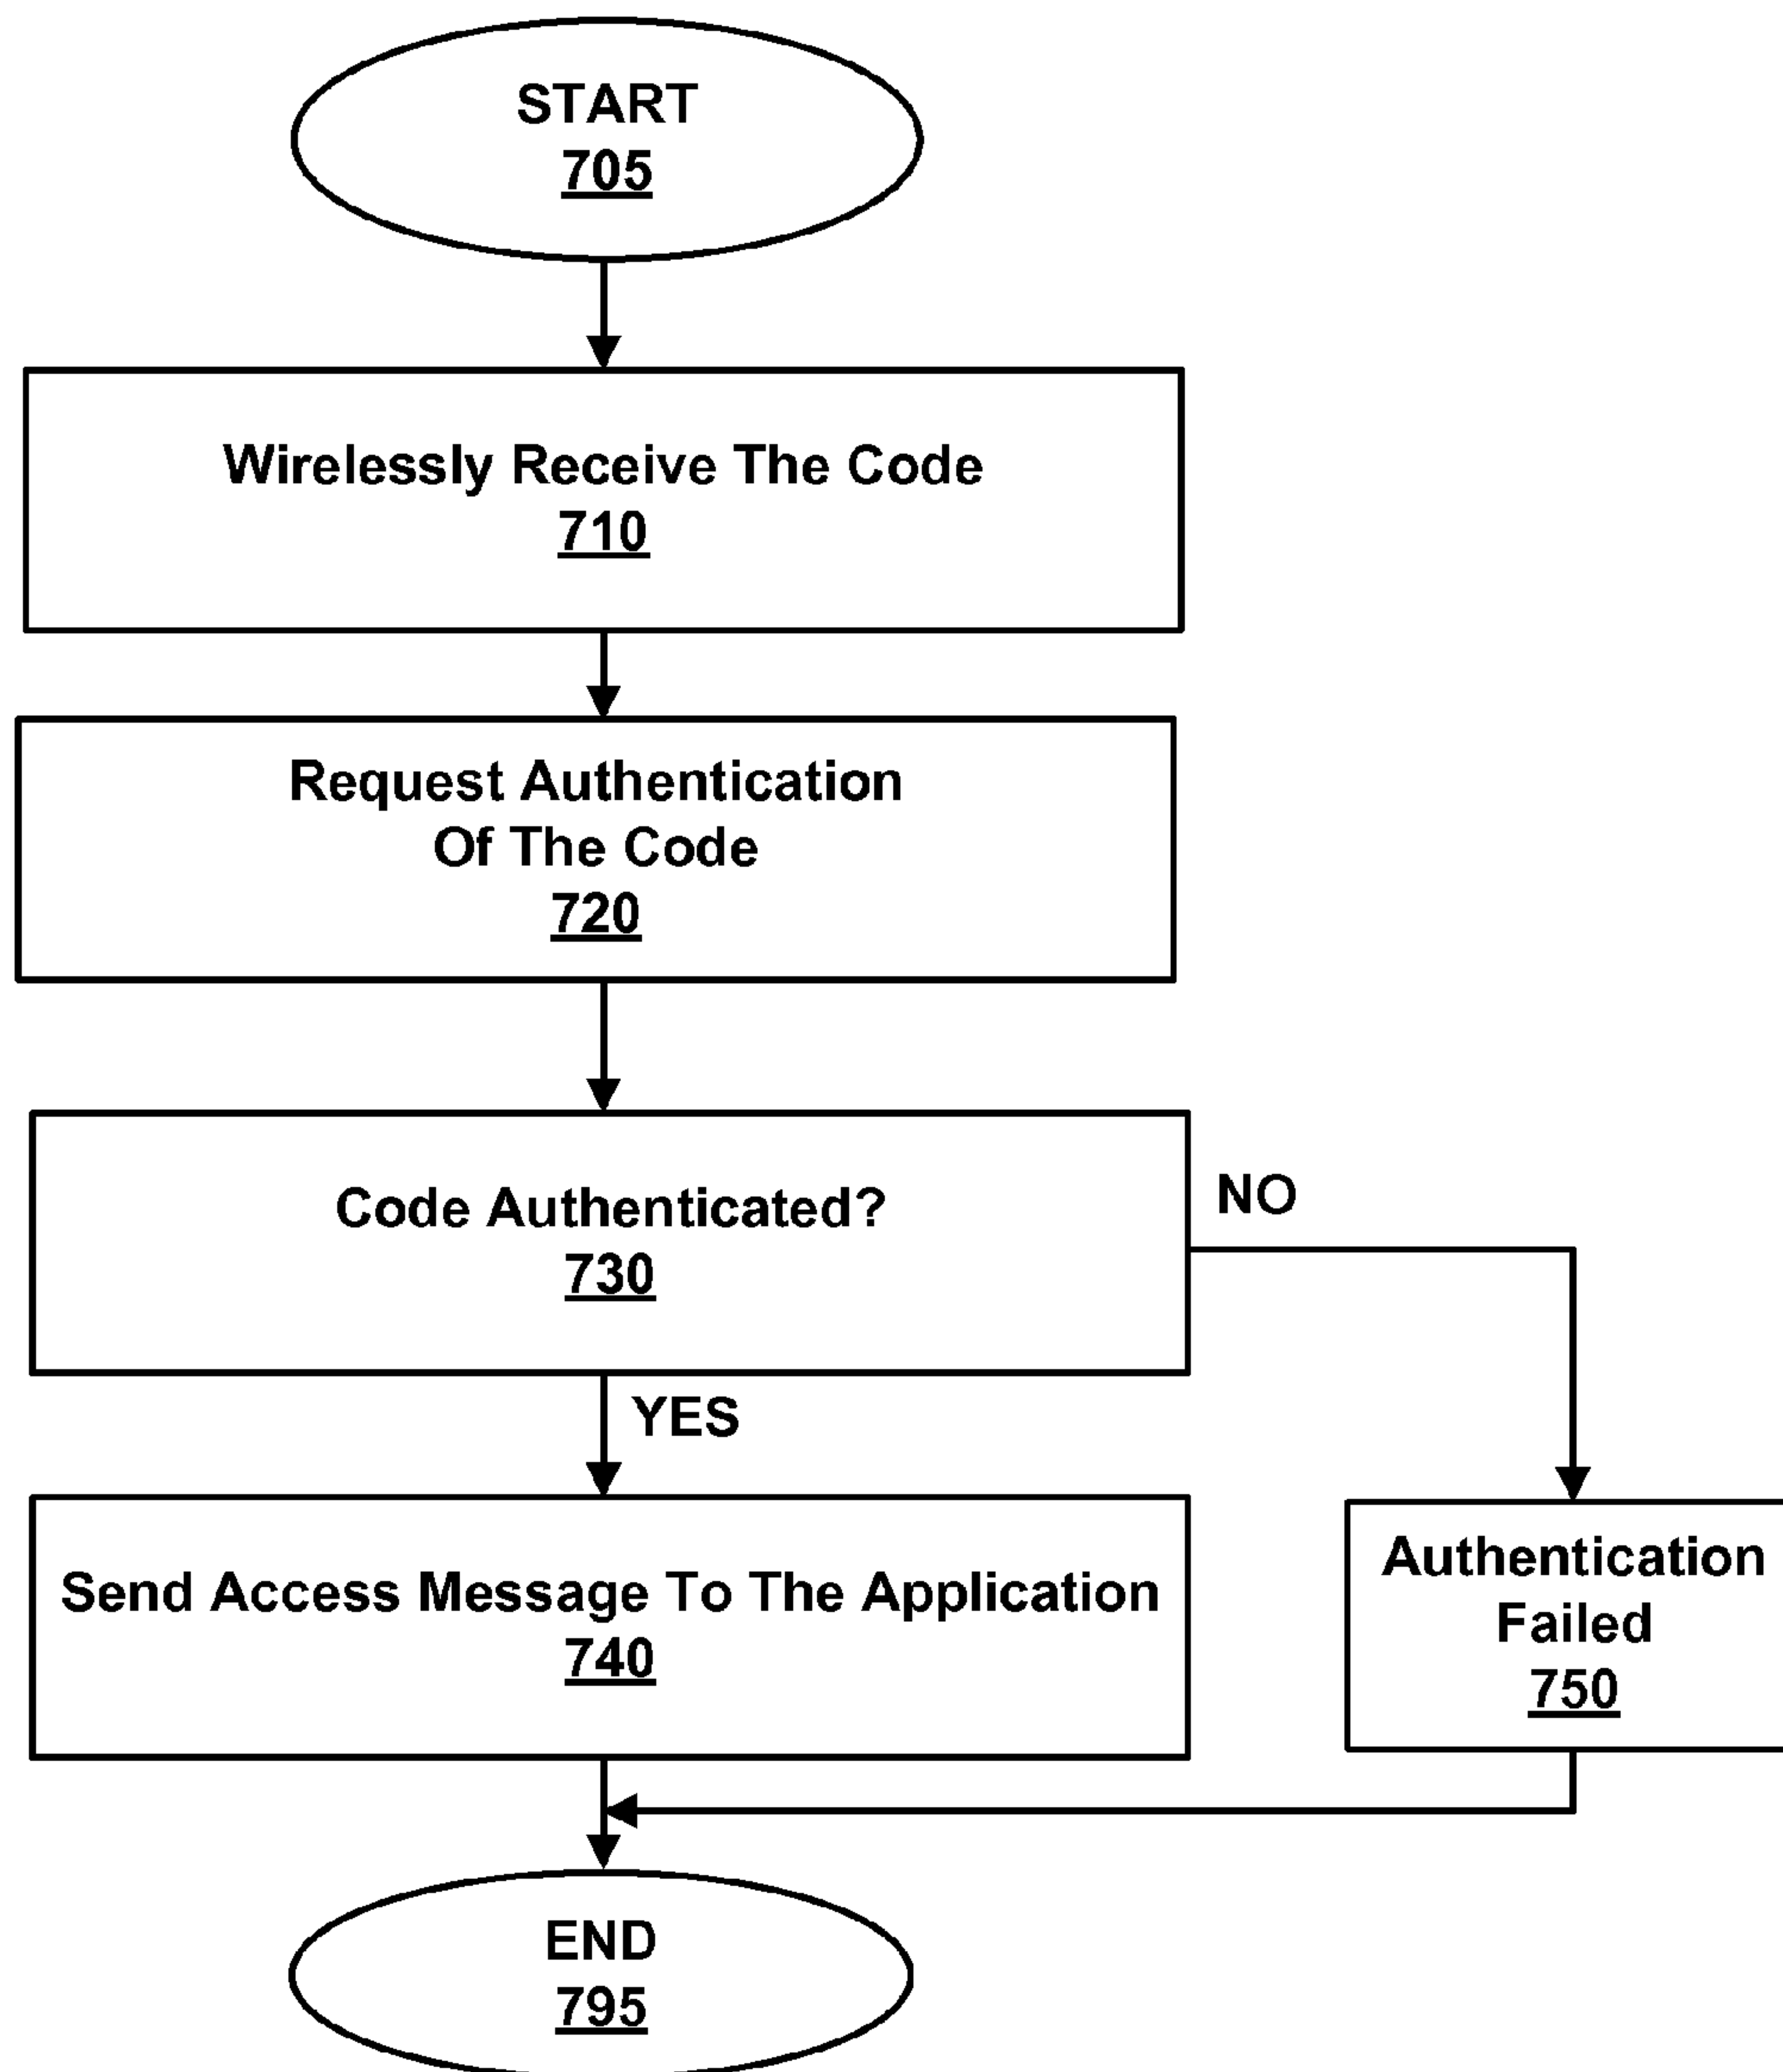 START
705
Wirelessly Receive The Code
710
Request Authentication
Of The Code
720
Code Authenticated?
730
NO
YES
Send Access Message To The Application
740
Authentication
Failed
750
END
795